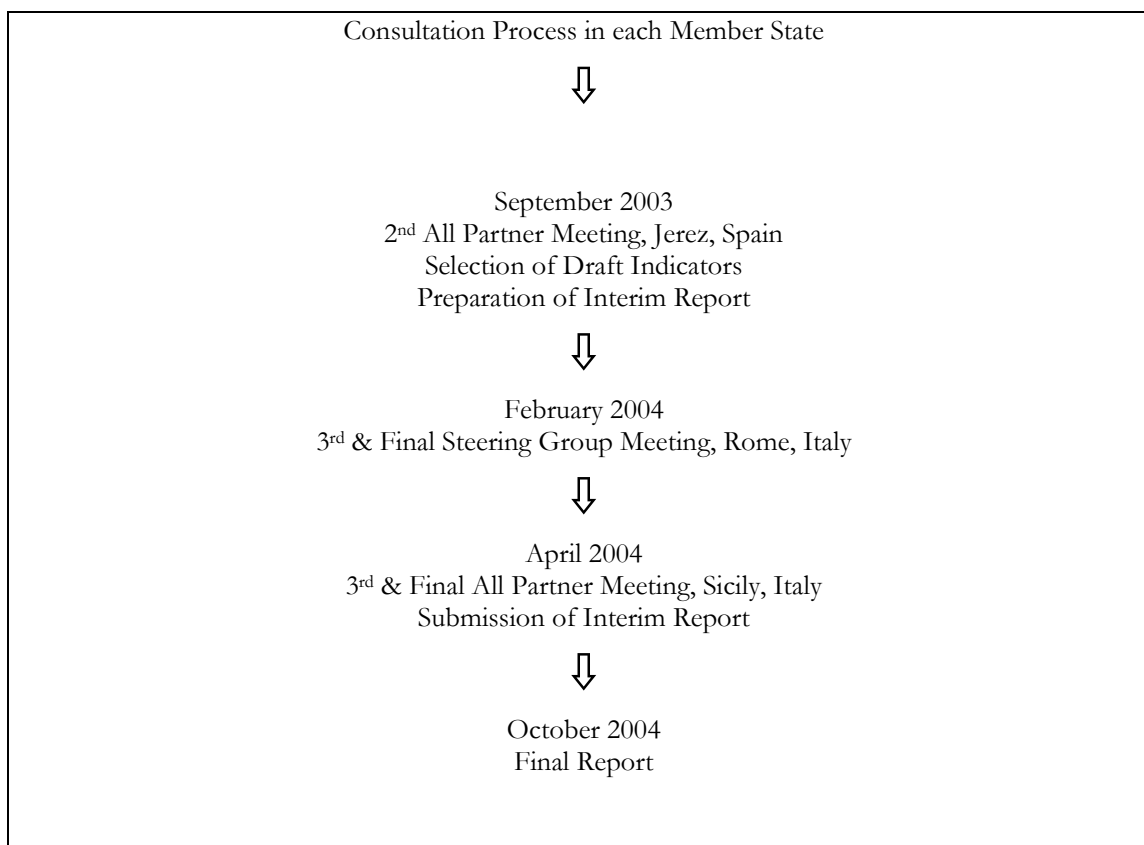 Consultation Process in each Member State
September 2003
2nd All Partner Meeting, Jerez, Spain
Selection of Draft Indicators
Preparation of Interim Report
February 2004
3rd & Final Steering Group Meeting, Rome, Italy
April 2004
3rd & Final All Partner Meeting, Sicily, Italy
Submission of Interim Report
October 2004
Final Report